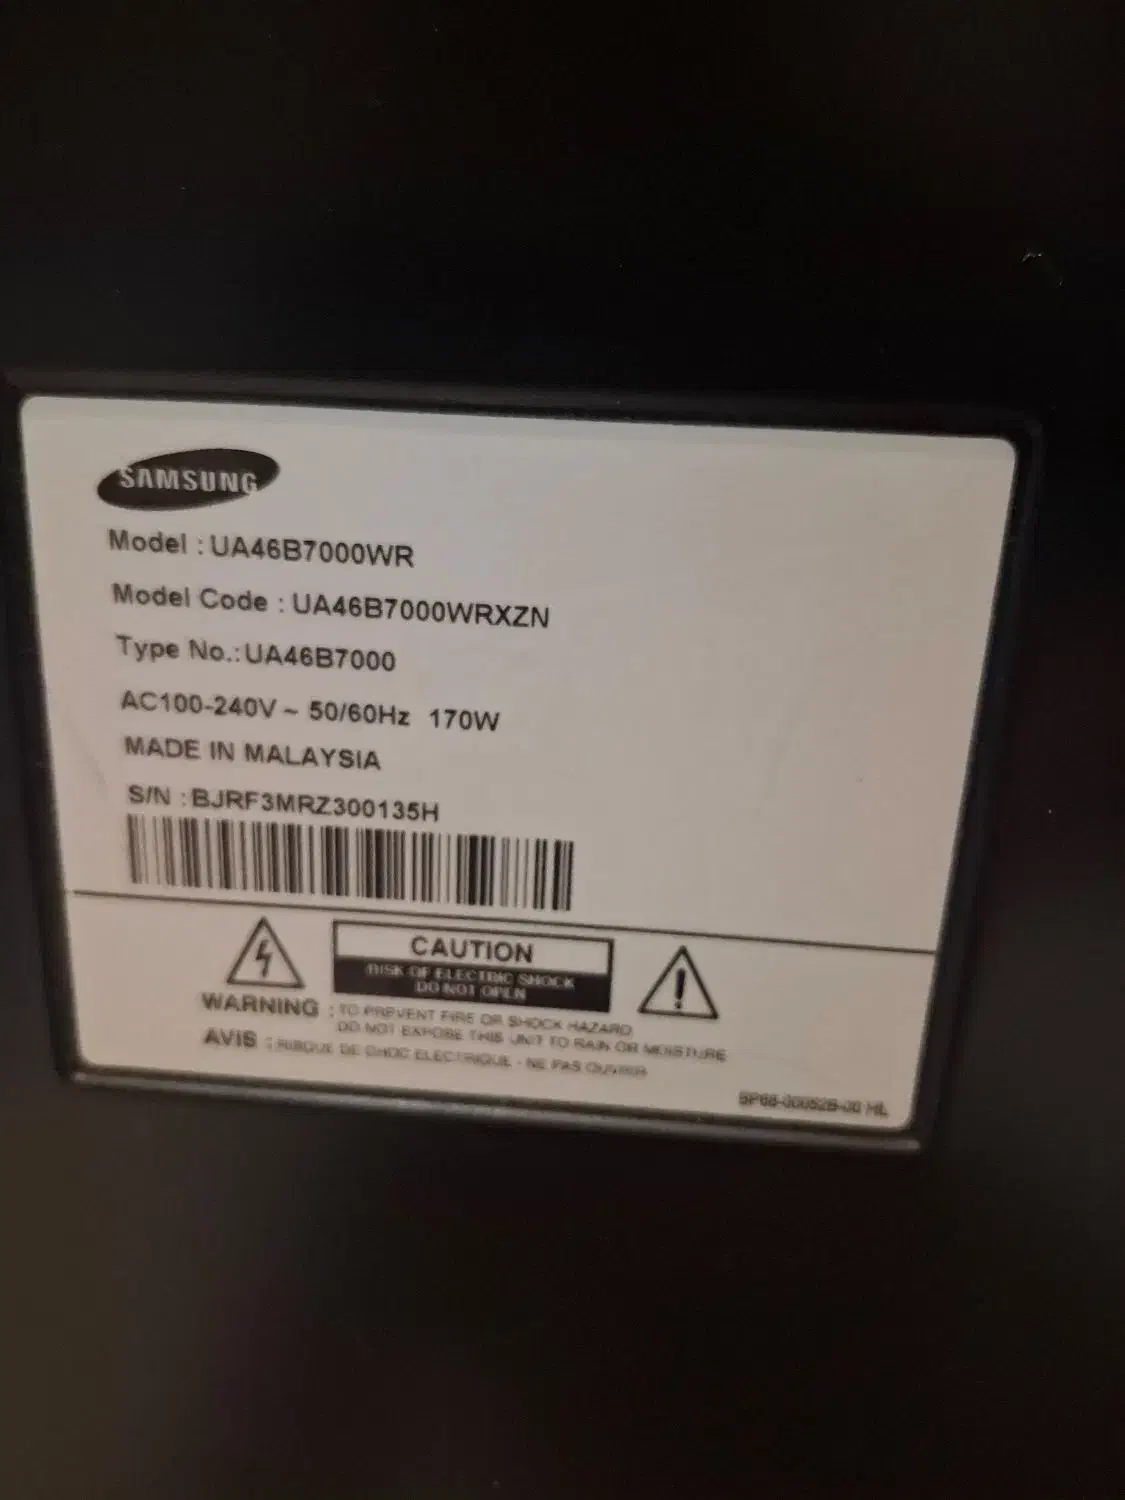 SAMSUNG
Model : UA46B7000WR
Model Code : UA46B7000WRXZN
Type No.: UA46B7000
AC100-240V ~ 50/60Hz 170W
MADE IN MALAYSIA
S/N : BJRF3MRZ300135H
CAUTION
RISK OF ELECTRIC SHOCK
DO NOT OPEN
WARNING : TO PREVENT FIRE OR SHOCK HAZARD
DO NOT EXPOSE THIS UNIT TO RAIN OR MOISTURE
AVIS : RISQUE DE CHOC ELECTRIQUE - NE PAS OUVRIR